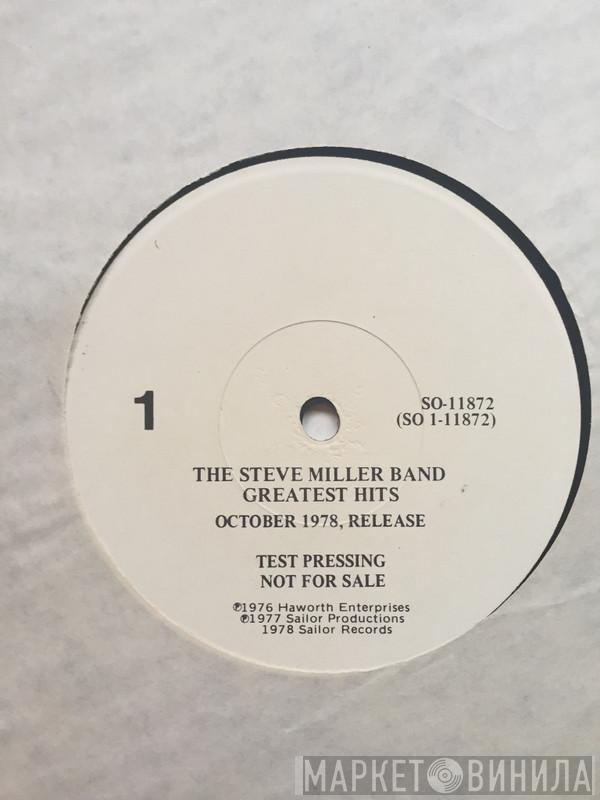 1
SO-11872
(SO 1-11872)
THE STEVE MILLER BAND
GREATEST HITS
OCTOBER 1978, RELEASE
TEST PRESSING
NOT FOR SALE
℗1976 Haworth Enterprises
℗1977 Sailor Productions
1978 Sailor Records
МАРКЕТ ВИНИЛА